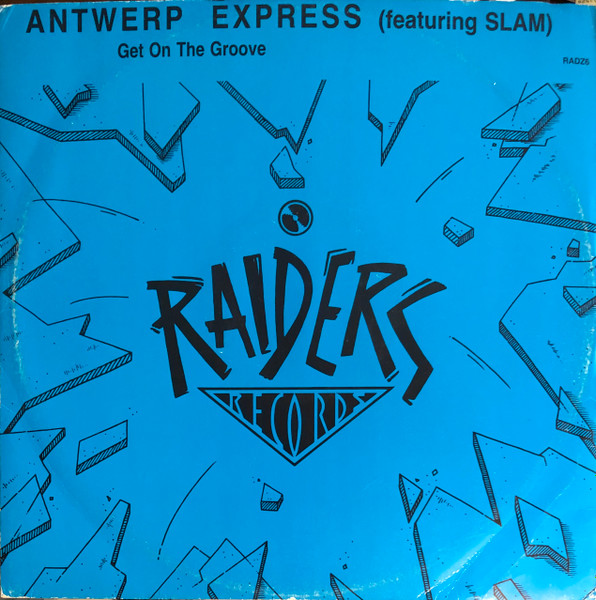 ANTWERP EXPRESS (featuring SLAM)
Get On The Groove
RADZ6
RAIDERS
RECORDS